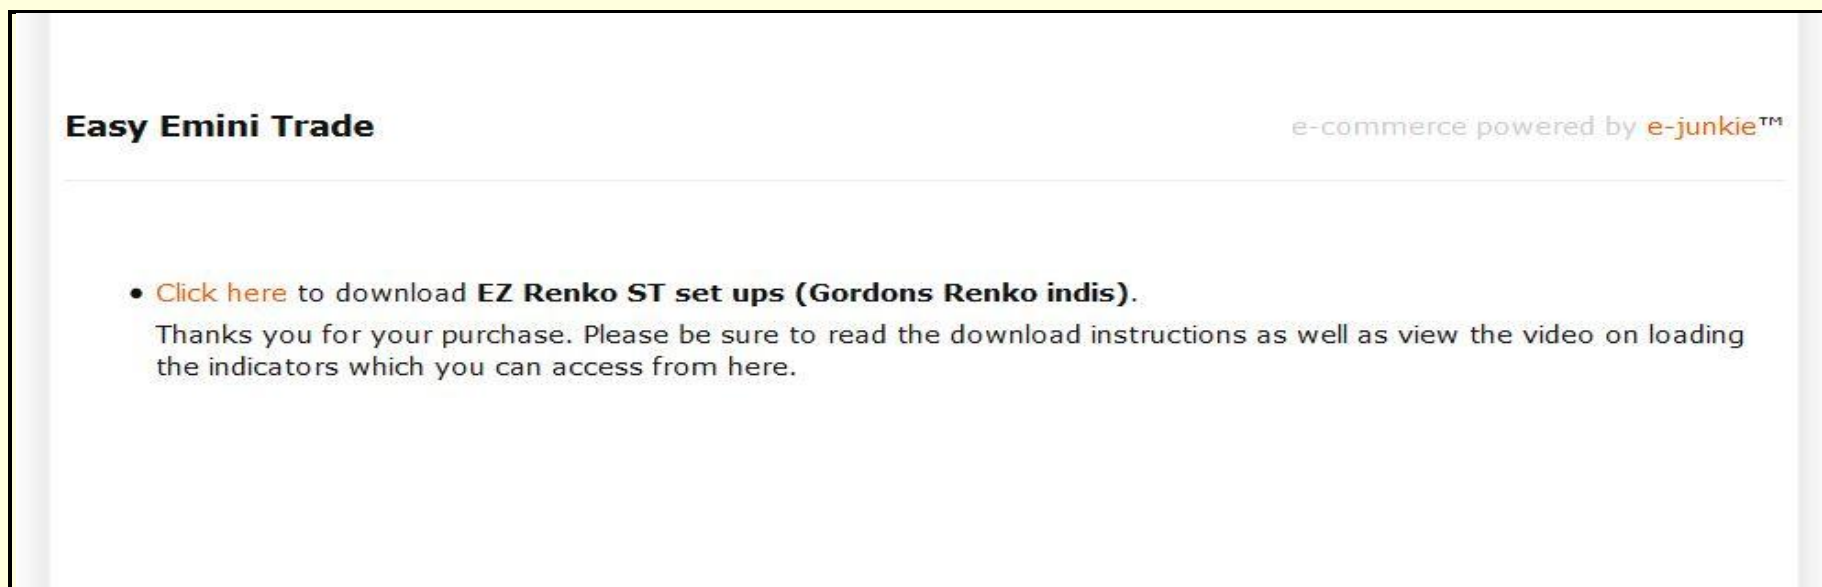 Easy Emini Trade
e-commerce powered by e-junkie™
• Click here to download EZ Renko ST set ups (Gordons Renko indis).
Thanks you for your purchase. Please be sure to read the download instructions as well as view the video on loading
the indicators which you can access from here.